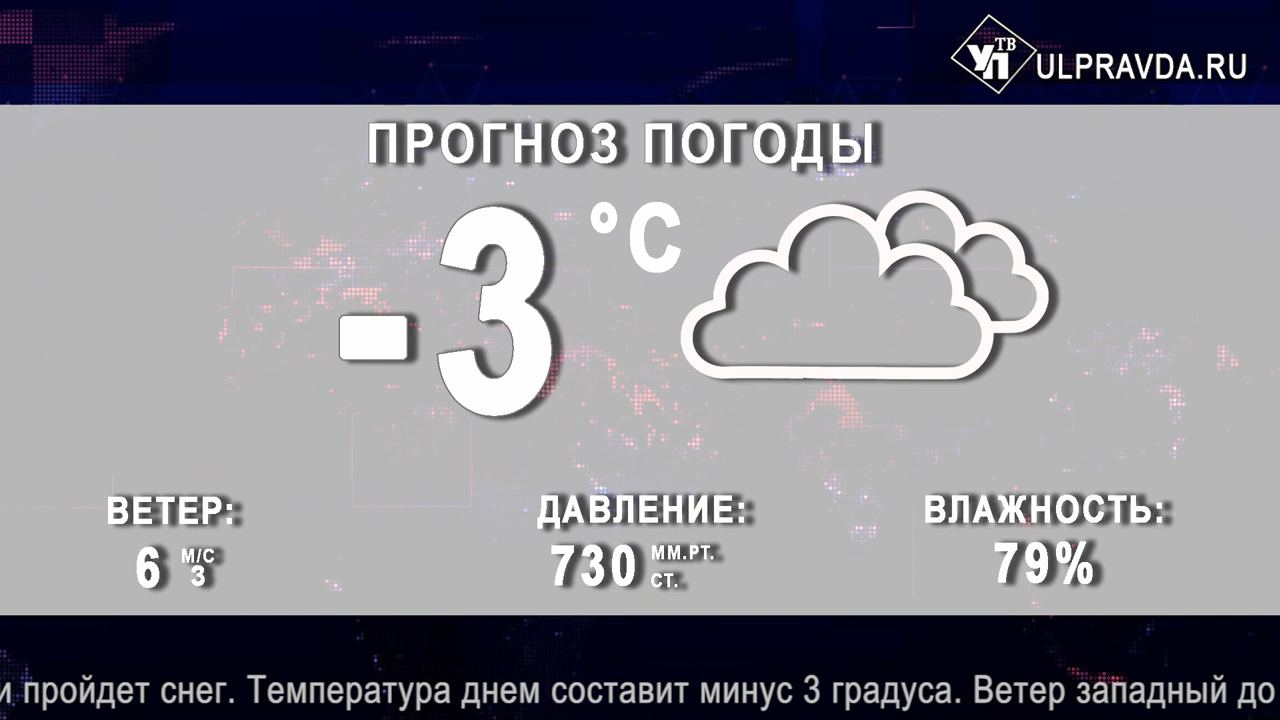 ТВ
УП ULPRAVDA.RU
ПРОГНОЗ ПОГОДЫ
-3 °C
ВЕТЕР: ДАВЛЕНИЕ: ВЛАЖНОСТЬ:
6 М/С З 730 ММ.РТ. СТ. 79%
и пройдет снег. Температура днем составит минус 3 градуса. Ветер западный до